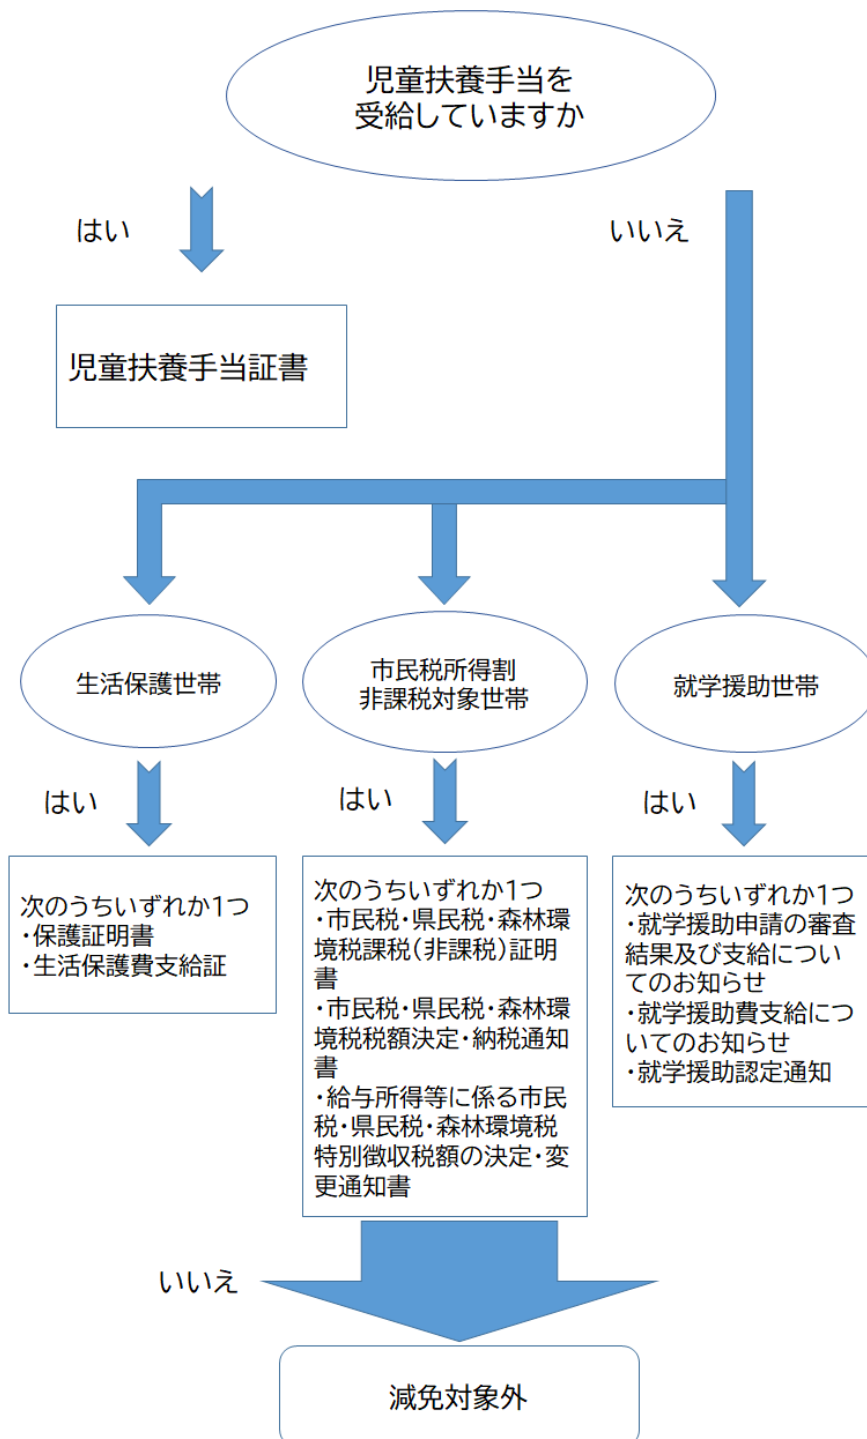 児童扶養手当を
受給していますか
はい
いいえ
児童扶養手当証書
生活保護世帯
市民税所得割
非課税対象世帯
就学援助世帯
はい
はい
はい
次のうちいずれか1つ
・保護証明書
・生活保護費支給証
次のうちいずれか1つ
・市民税・県民税・森林環
境税課税(非課税)証明
書
・市民税・県民税・森林環
境税税額決定・納税通知
書
・給与所得等に係る市民
税・県民税・森林環境税
特別徴収税額の決定・変
更通知書
次のうちいずれか1つ
・就学援助申請の審査
結果及び支給につい
てのお知らせ
・就学援助費支給につ
いてのお知らせ
・就学援助認定通知
いいえ
減免対象外